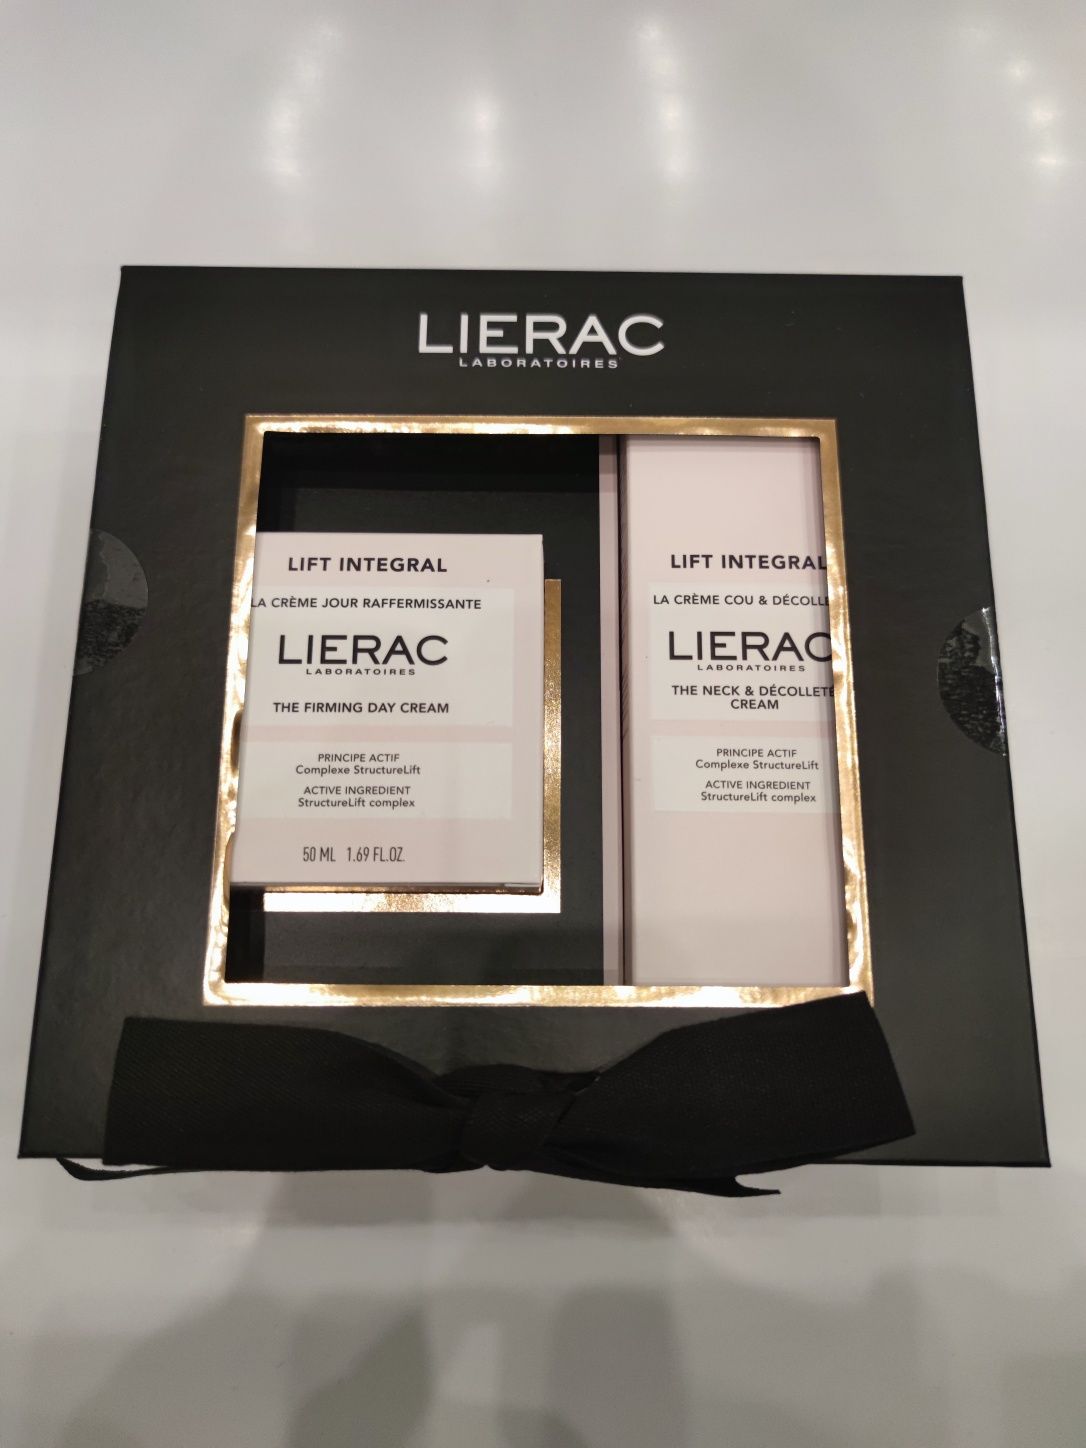 LIERAC
LABORATOIRES
LIFT INTEGRAL
LA CRÈME JOUR RAFFERMISSANTE
LIERAC
LABORATOIRES
THE FIRMING DAY CREAM
PRINCIPE ACTIF
Complexe StructureLift
ACTIVE INGREDIENT
StructureLift complex
50 ML 1.69 FL.OZ.
LIFT INTEGRAL
LA CRÈME COU & DÉCOLLE
LIERAC
LABORATOIRES
THE NECK & DÉCOLLETÉ
CREAM
PRINCIPE ACTIF
Complexe StructureLift
ACTIVE INGREDIENT
StructureLift complex